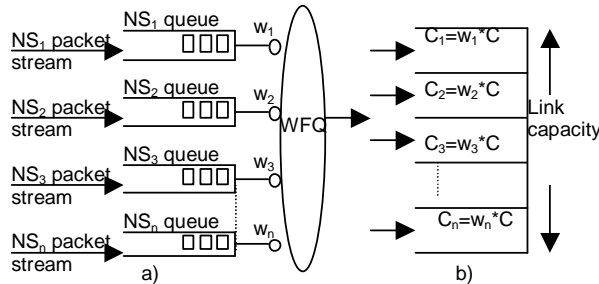 NS1 packet stream
NS1 queue
w1
NS2 packet stream
NS2 queue
w2
NS3 packet stream
NS3 queue
w3
NSn packet stream
NSn queue
wn
WFQ
a)
C1=w1*C
C2=w2*C
C3=w3*C
Cn=wn*C
Link
capacity
b)